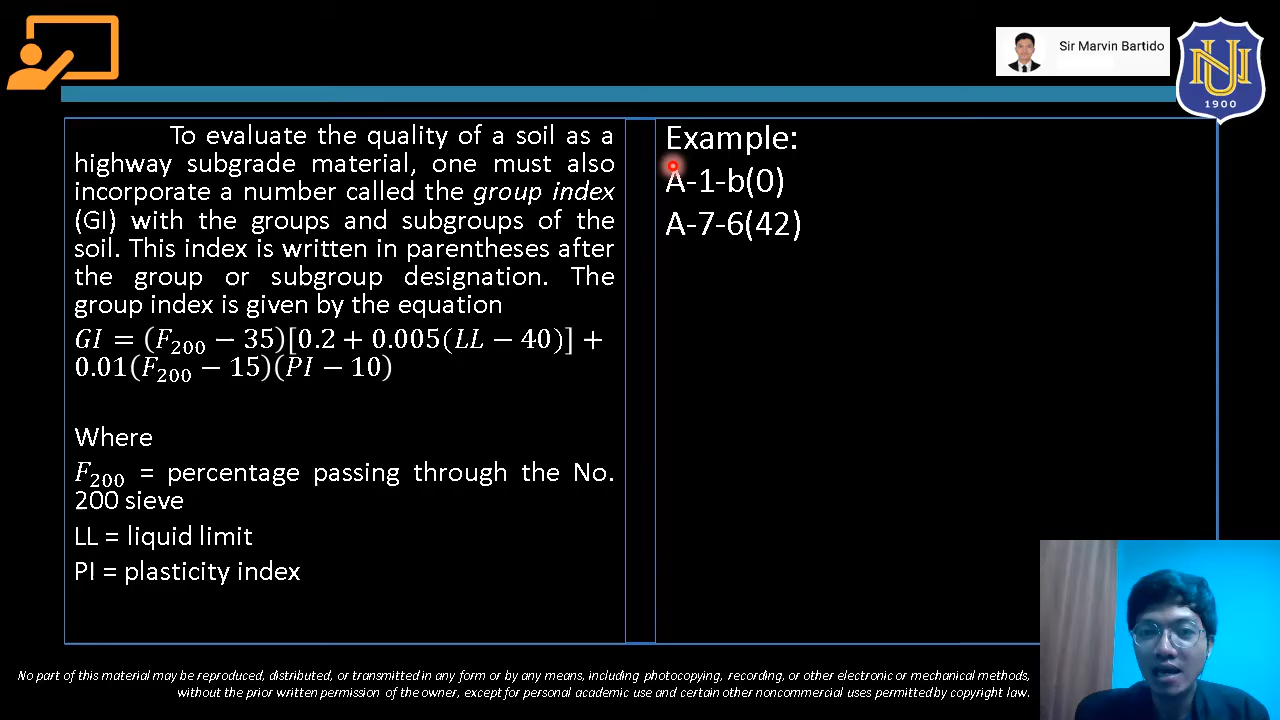 Sir Marvin Bartido
NU
1900
To evaluate the quality of a soil as a
highway subgrade material, one must also
incorporate a number called the group index
(GI) with the groups and subgroups of the
soil. This index is written in parentheses after
the group or subgroup designation. The
group index is given by the equation
GI = (F₂₀₀ − 35)[0.2 + 0.005(LL − 40)] +
0.01(F₂₀₀ − 15)(PI − 10)
Where
F₂₀₀ = percentage passing through the No.
200 sieve
LL = liquid limit
PI = plasticity index
Example:
A-1-b(0)
A-7-6(42)
No part of this material may be reproduced, distributed, or transmitted in any form or by any means, including photocopying, recording, or other electronic or mechanical methods,
without the prior written permission of the owner, except for personal academic use and certain other noncommercial uses permitted by copyright law.